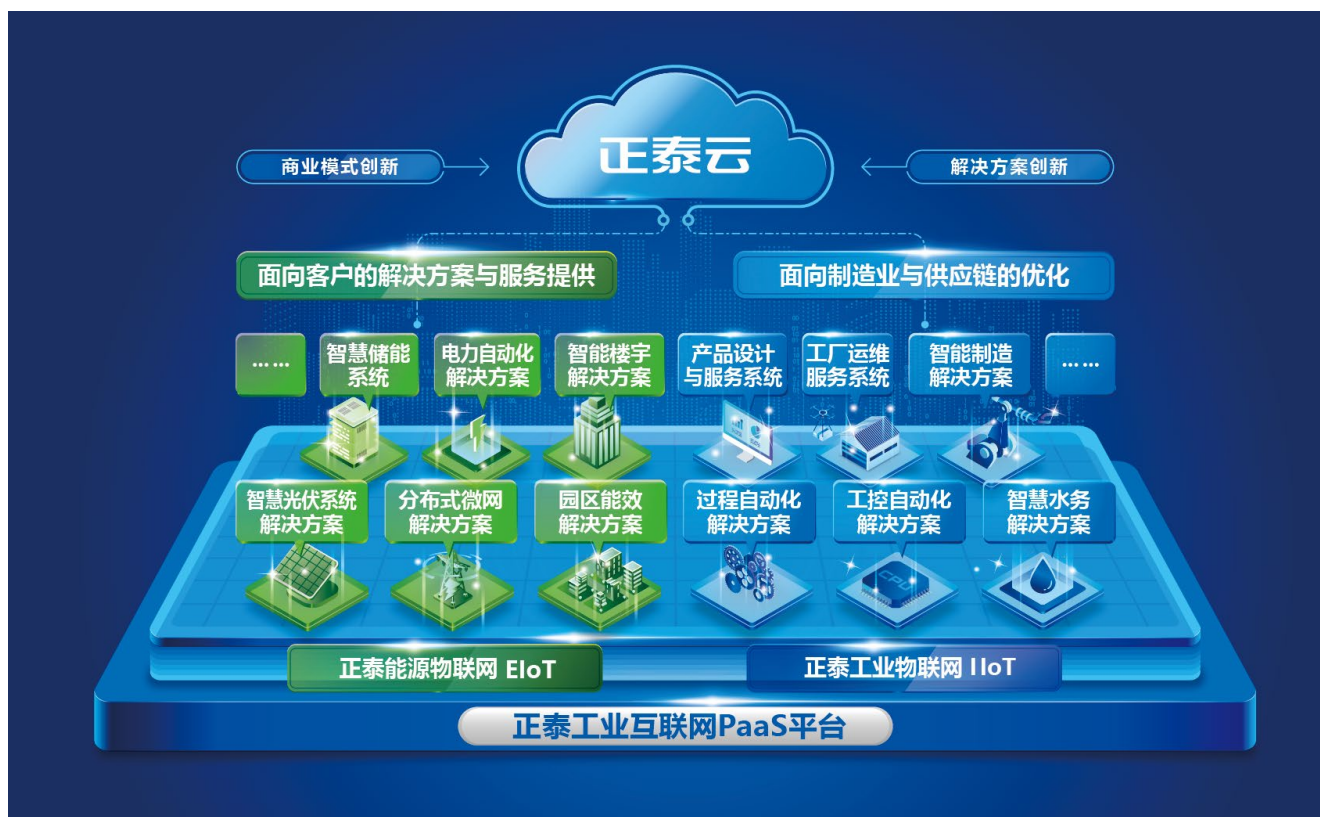 正泰云
商业模式创新
解决方案创新
面向客户的解决方案与服务提供
面向制造业与供应链的优化
……
智慧储能
系统
电力自动化
解决方案
智能楼宇
解决方案
产品设计
与服务系统
工厂运维
服务系统
智能制造
解决方案
……
智慧光伏系统
解决方案
分布式微网
解决方案
园区能效
解决方案
过程自动化
解决方案
工控自动化
解决方案
CPU
智慧水务
解决方案
正泰能源物联网 EIoT
正泰工业物联网 IIoT
正泰工业互联网PaaS平台